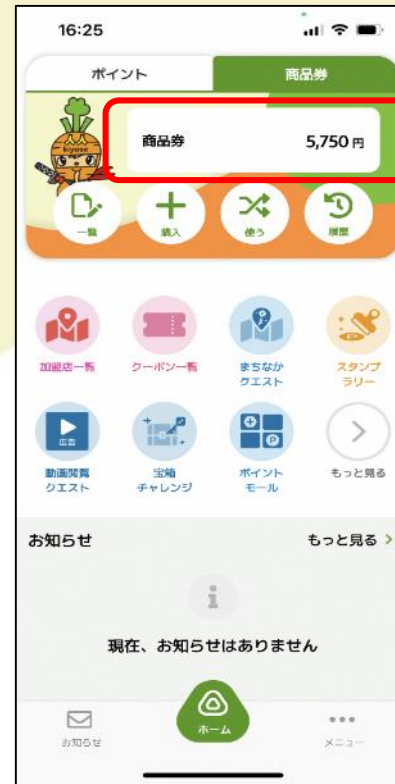 16:25
ポイント
商品券
kiyose
商品券
5,750 円
一覧
購入
使う
履歴
加盟店一覧
クーポン一覧
まちなか
クエスト
スタンプ
ラリー
広告
動画閲覧
クエスト
宝箱
チャレンジ
ポイント
モール
もっと見る
お知らせ
もっと見る
現在、お知らせはありません
お知らせ
ホーム
メニュー